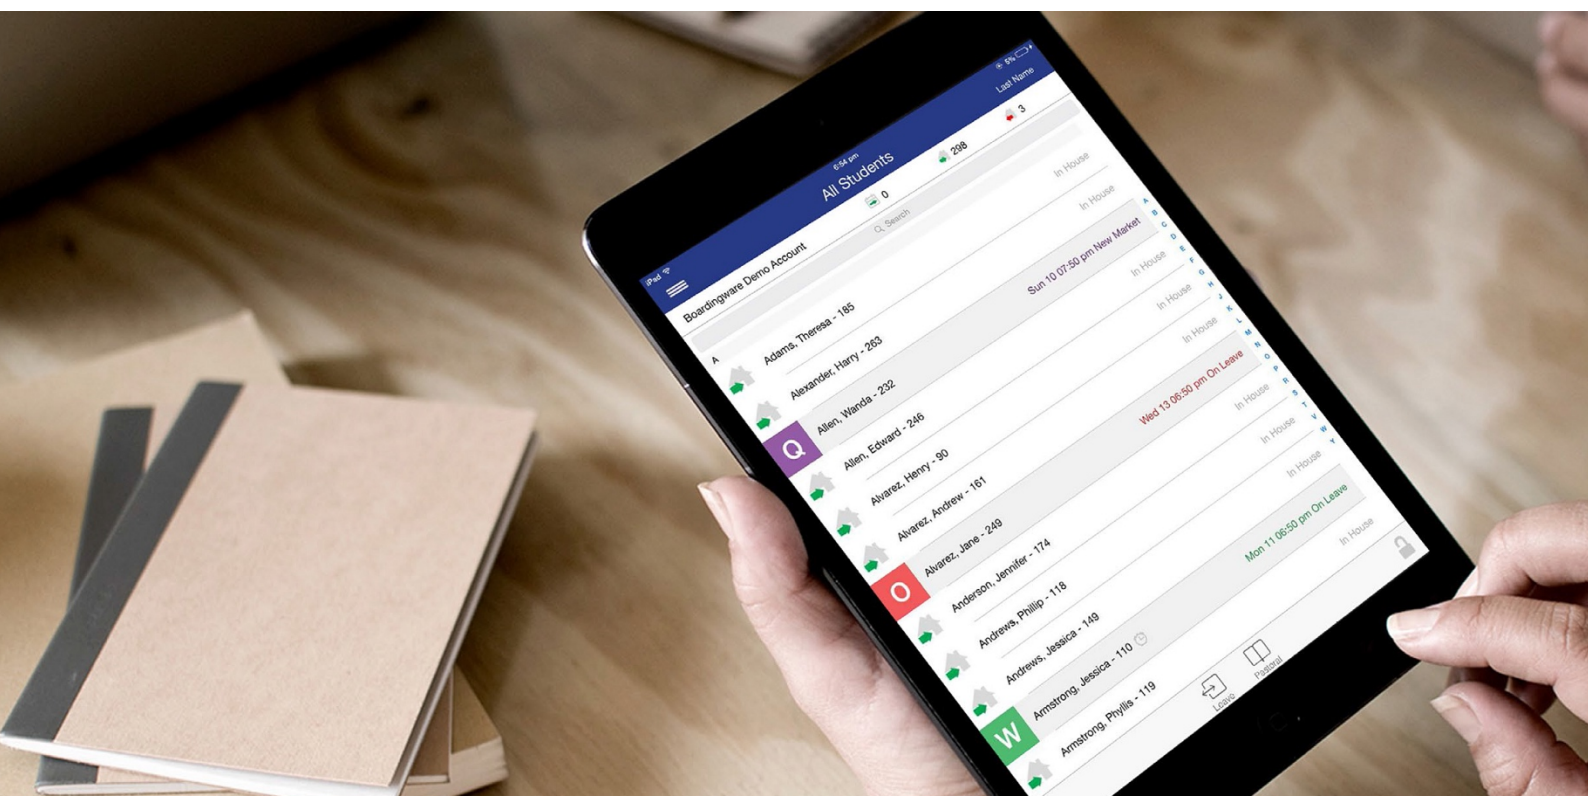 iPad 6:54 pm 5%
All Students Last Name
Boardingware Demo Account 0 298 3
Search
A
Adams, Theresa - 185 In House
Alexander, Harry - 263 In House
Q Allen, Wanda - 232 Sun 10 07:50 pm New Market
Allen, Edward - 246 In House
Alvarez, Henry - 90 In House
Alvarez, Andrew - 161 In House
O Alvarez, Jane - 249 Wed 13 06:50 pm On Leave
Anderson, Jennifer - 174 In House
Andrews, Phillip - 118 In House
Andrews, Jessica - 149 In House
W Armstrong, Jessica - 110 Mon 11 06:50 pm On Leave
Armstrong, Phyllis - 119 In House
Leave Pastoral
A
B
C
D
E
F
G
H
J
K
L
M
N
O
P
R
S
T
V
W
Y